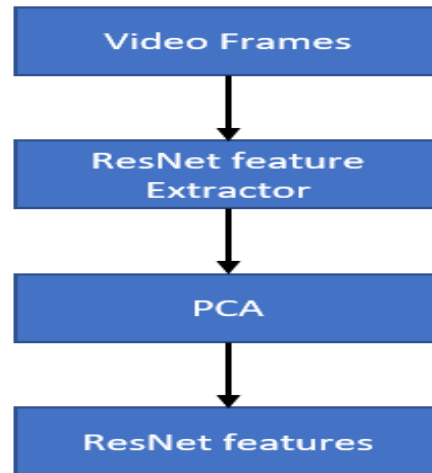 Video Frames
ResNet feature
Extractor
PCA
ResNet features